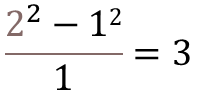 2² − 1²
1
= 3